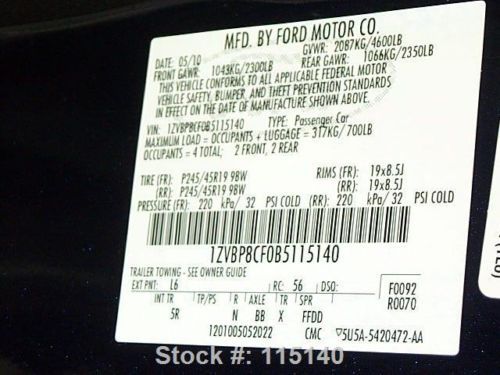 MFD. BY FORD MOTOR CO.
DATE: 05/10 GVWR: 2087KG/4600LB
FRONT GAWR: 1043KG/2300LB REAR GAWR: 1066KG/2350LB
THIS VEHICLE CONFORMS TO ALL APPLICABLE FEDERAL MOTOR
VEHICLE SAFETY, BUMPER, AND THEFT PREVENTION STANDARDS
IN EFFECT ON THE DATE OF MANUFACTURE SHOWN ABOVE.
VIN: 1ZVBP8CF0B5115140 TYPE: Passenger Car
MAXIMUM LOAD = OCCUPANTS + LUGGAGE = 317KG/700LB
OCCUPANTS = 4 TOTAL; 2 FRONT, 2 REAR
TIRE (FR): P245/45R19 98W RIMS (FR): 19x8.5J
(RR): P245/45R19 98W (RR): 19x8.5J
PRESSURE (FR): 220 kPa/ 32 PSI COLD (RR): 220 kPa/ 32 PSI COLD
1ZVBP8CF0B5115140
TRAILER TOWING - SEE OWNER GUIDE
EXT PNT: L6 RC: 56 DSO: F0092
INT TR TP/PS R AXLE TR SPR R0070
5R N BB X FFDD
1201005052022 CMC ▽5U5A-5420472-AA
Stock #: 115140